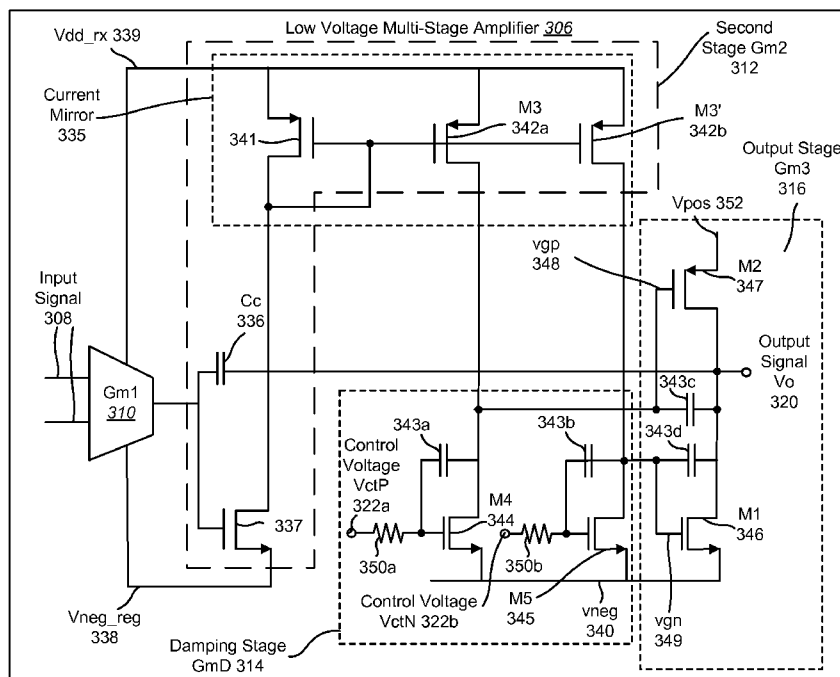 Low Voltage Multi-Stage Amplifier 306
Vdd_rx 339
Second
Stage Gm2
312
Current
Mirror
335
341
M3
342a
M3'
342b
Output Stage
Gm3
316
Vpos 352
vgp
348
M2
347
Input
Signal
308
Cc
336
Output
Signal
Vo
320
Gm1
310
343c
343a
343b
343d
Control
Voltage
VctP
322a
M4
344
M1
346
337
350a
350b
Control Voltage
VctN 322b
M5
345
vneg
340
vgn
349
Vneg_reg
338
Damping Stage
GmD 314